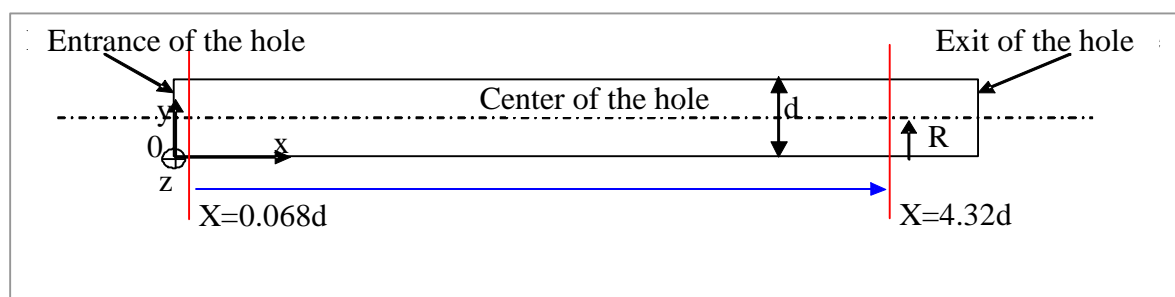 Entrance of the hole
Exit of the hole
Center of the hole
d
y
R
0
x
z
X=0.068d
X=4.32d